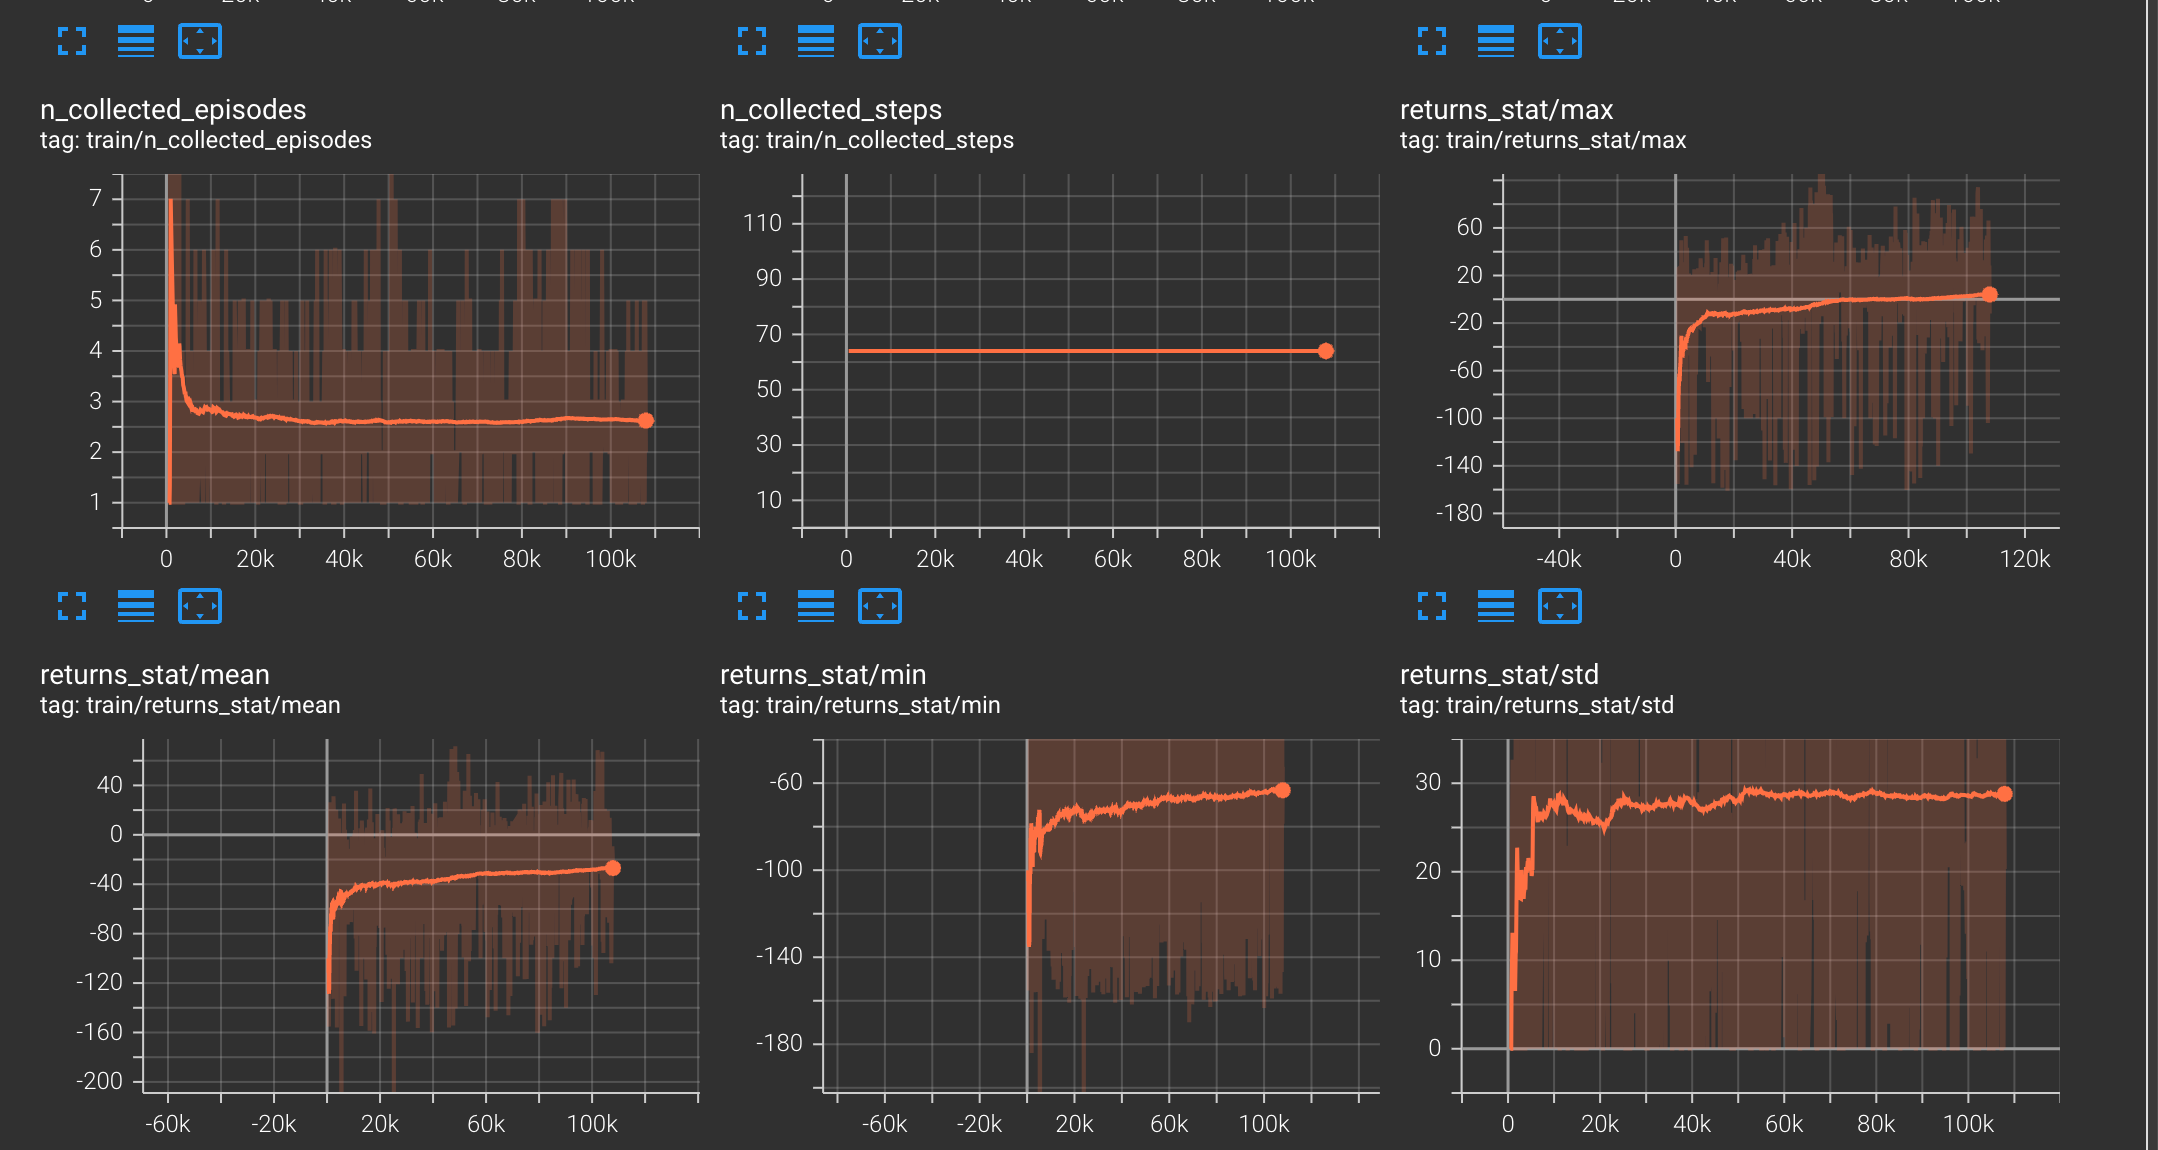 n_collected_episodes
tag: train/n_collected_episodes
7
6
5
4
3
2
1
0 20k 40k 60k 80k 100k
n_collected_steps
tag: train/n_collected_steps
110
90
70
50
30
10
0 20k 40k 60k 80k 100k
returns_stat/max
tag: train/returns_stat/max
60
20
-20
-60
-100
-140
-180
-40k 0 40k 80k 120k
returns_stat/mean
tag: train/returns_stat/mean
40
0
-40
-80
-120
-160
-200
-60k -20k 20k 60k 100k
returns_stat/min
tag: train/returns_stat/min
-60
-100
-140
-180
-60k -20k 20k 60k 100k
returns_stat/std
tag: train/returns_stat/std
30
20
10
0
0 20k 40k 60k 80k 100k